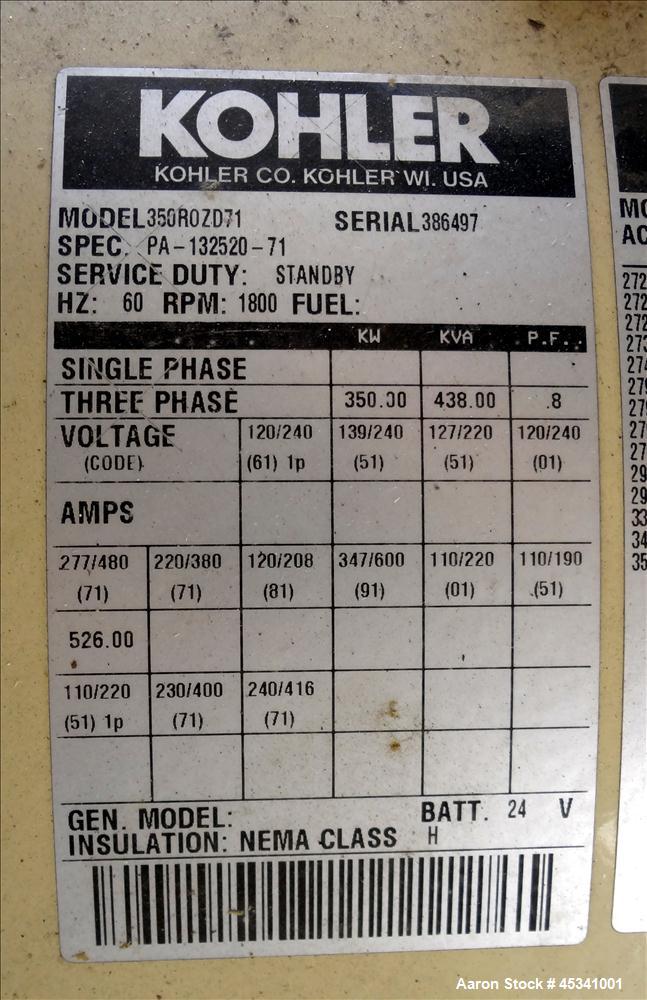 KOHLER
KOHLER CO. KOHLER WI. USA
MODEL 350ROZD71 SERIAL 386497
SPEC. PA-132520-71
SERVICE DUTY: STANDBY
HZ: 60 RPM: 1800 FUEL:
KW KVA P.F.
SINGLE PHASE
THREE PHASE 350.00 438.00 .8
VOLTAGE 120/240 139/240 127/220 120/240
(CODE) (61) 1p (51) (51) (01)
AMPS
277/480 220/380 120/208 347/600 110/220 110/190
(71) (71) (81) (91) (01) (51)
526.00
110/220 230/400 240/416
(51) 1p (71) (71)
GEN. MODEL: BATT. 24 V
INSULATION: NEMA CLASS H
Aaron Stock # 45341001